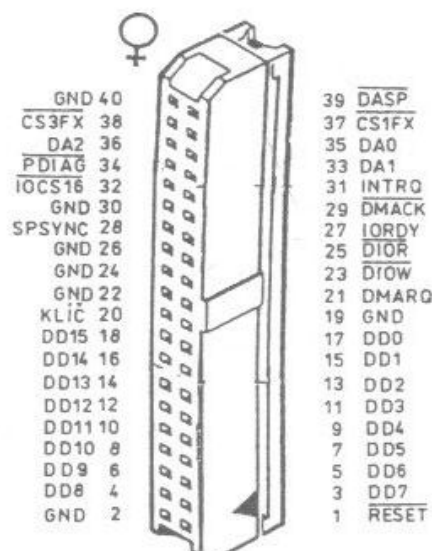 GND 40 39 DASP
CS3FX 38 37 CS1FX
DA2 36 35 DA0
PDIAG 34 33 DA1
IOCS16 32 31 INTRQ
GND 30 29 DMACK
SPSYNC 28 27 IORDY
GND 26 25 DIOR
GND 24 23 DIOW
GND 22 21 DMARQ
KLÍČ 20 19 GND
DD15 18 17 DD0
DD14 16 15 DD1
DD13 14 13 DD2
DD12 12 11 DD3
DD11 10 9 DD4
DD10 8 7 DD5
DD9 6 5 DD6
DD8 4 3 DD7
GND 2 1 RESET